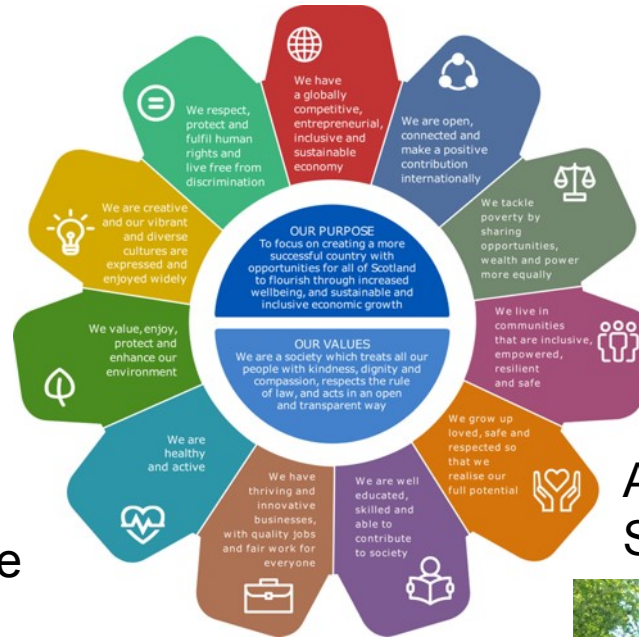 We have
a globally
competitive,
entrepreneurial,
inclusive and
sustainable
economy
We are open,
connected and
make a positive
contribution
internationally
We tackle
poverty by
sharing
opportunities,
wealth and power
more equally
We live in
communities
that are inclusive,
empowered,
resilient
and safe
We grow up
loved, safe and
respected so
that we
realise our
full potential
We are well
educated,
skilled and
able to
contribute
to society
We have
thriving and
innovative
businesses,
with quality jobs
and fair work for
everyone
We are
healthy
and active
We value, enjoy,
protect and
enhance our
environment
We are creative
and our vibrant
and diverse
cultures are
expressed and
enjoyed widely
We respect,
protect and
fulfil human
rights and
live free from
discrimination
OUR PURPOSE
To focus on creating a more
successful country with
opportunities for all of Scotland
to flourish through increased
wellbeing, and sustainable and
inclusive economic growth
OUR VALUES
We are a society which treats all our
people with kindness, dignity and
compassion, respects the rule
of law, and acts in an open
and transparent way